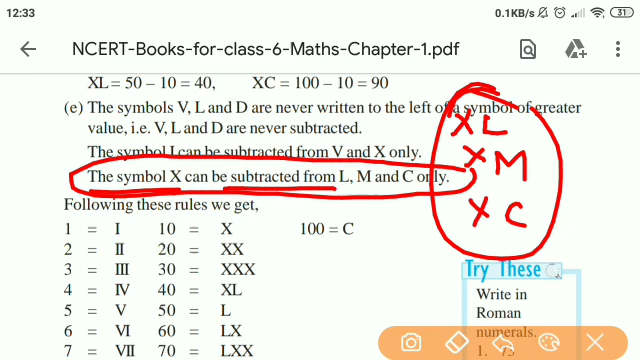 12:33 0.1KB/s 31
NCERT-Books-for-class-6-Maths-Chapter-1.pdf
XL = 50 – 10 = 40, XC = 100 – 10 = 90
(e) The symbols V, L and D are never written to the left of a symbol of greater
value, i.e. V, L and D are never subtracted.
The symbol I can be subtracted from V and X only.
The symbol X can be subtracted from L, M and C only.
XL
XM
XC
Following these rules we get,
1 = I 10 = X 100 = C
2 = II 20 = XX
3 = III 30 = XXX
4 = IV 40 = XL
5 = V 50 = L
6 = VI 60 = LX
7 = VII 70 = LXX
Try These
Write in
Roman
numerals.
1. 73